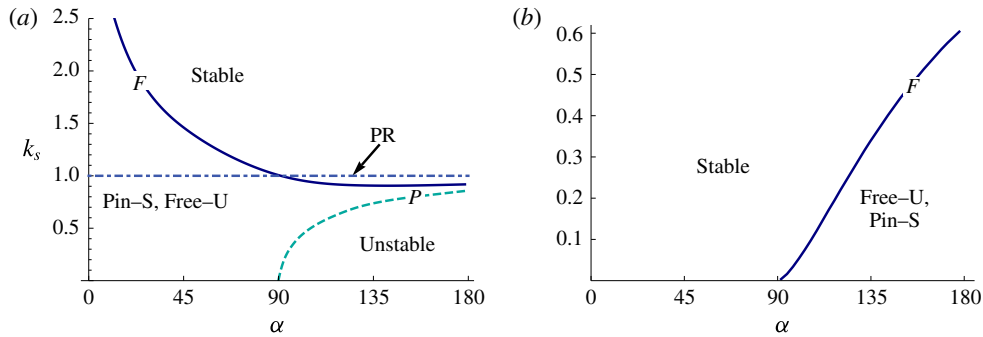 (a)
2.5
2.0
1.5
1.0
0.5
k_s
F
Stable
PR
Pin–S, Free–U
P
Unstable
0 45 90 135 180
α
(b)
0.6
0.5
0.4
0.3
0.2
0.1
F
Stable
Free–U,
Pin–S
0 45 90 135 180
α